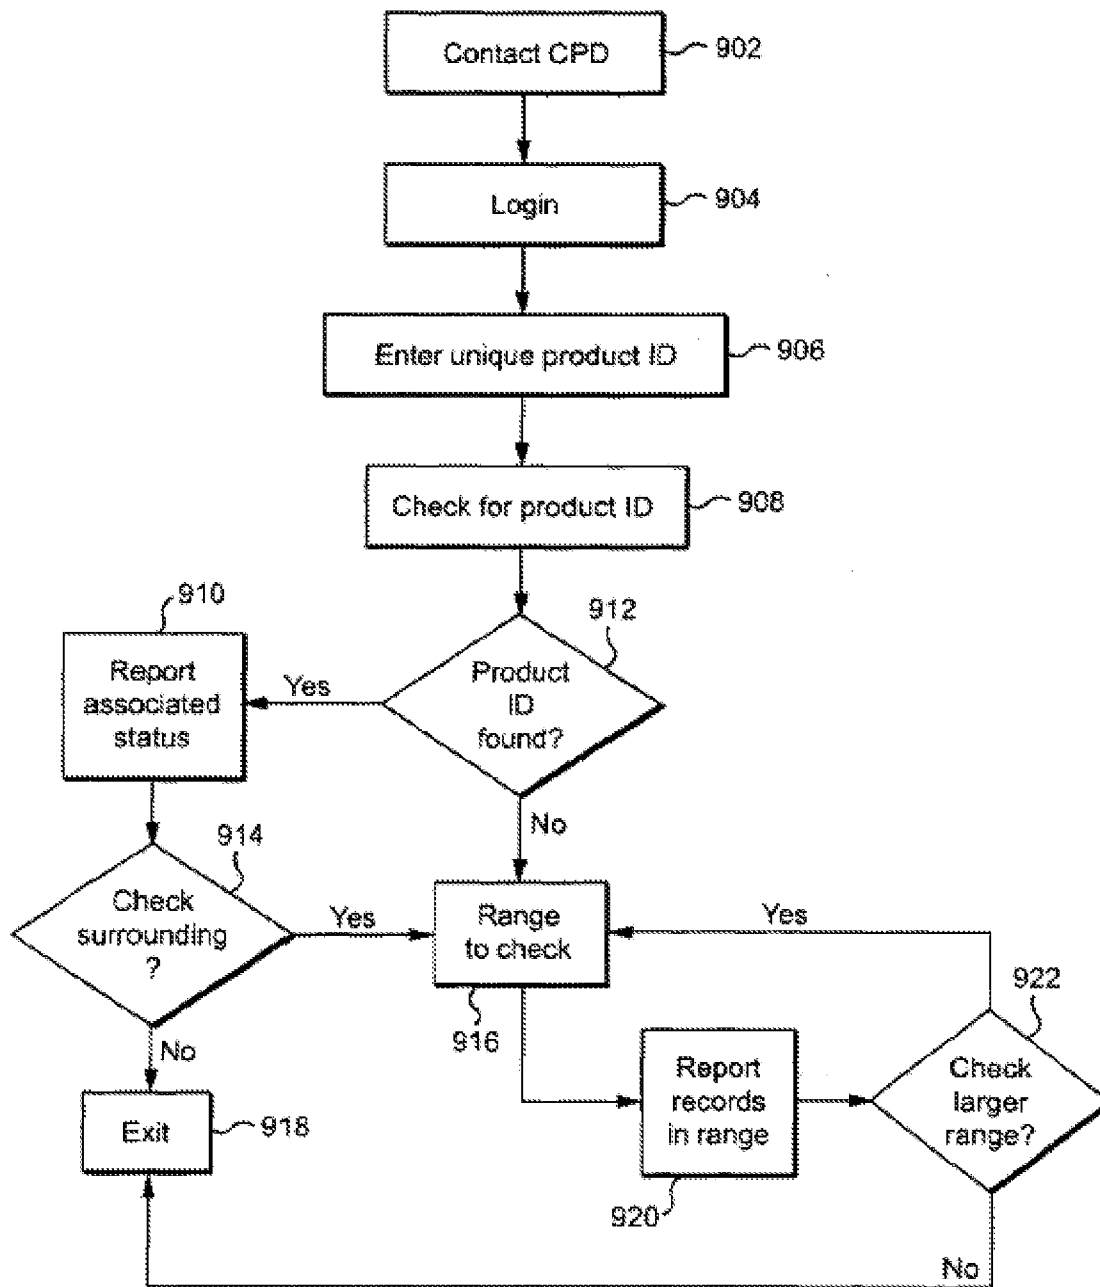 Contact CPD
902
Login
904
Enter unique product ID
906
Check for product ID
908
910
912
Report
associated
status
Yes
Product
ID
found?
No
914
Check
surrounding
?
Yes
Range
to check
916
Yes
922
No
Exit
918
Report
records
in range
920
Check
larger
range?
No